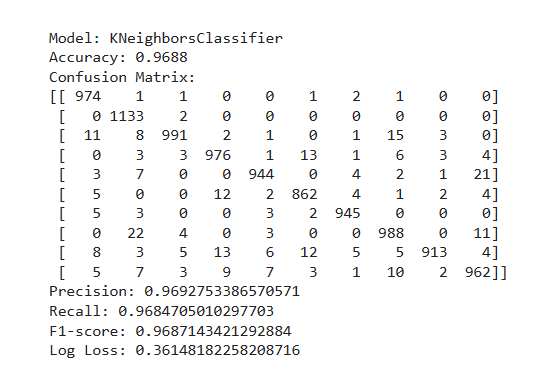 Model: KNeighborsClassifier
Accuracy: 0.9688
Confusion Matrix:
[[ 974    1    1    0    0    1    2    1    0    0]
 [   0 1133    2    0    0    0    0    0    0    0]
 [  11    8  991    2    1    0    1   15    3    0]
 [   0    3    3  976    1   13    1    6    3    4]
 [   3    7    0    0  944    0    4    2    1   21]
 [   5    0    0   12    2  862    4    1    2    4]
 [   5    3    0    0    3    2  945    0    0    0]
 [   0   22    4    0    3    0    0  988    0   11]
 [   8    3    5   13    6   12    5    5  913    4]
 [   5    7    3    9    7    3    1   10    2  962]]
Precision: 0.9692753386570571
Recall: 0.9684705010297703
F1-score: 0.9687143421292884
Log Loss: 0.36148182258208716